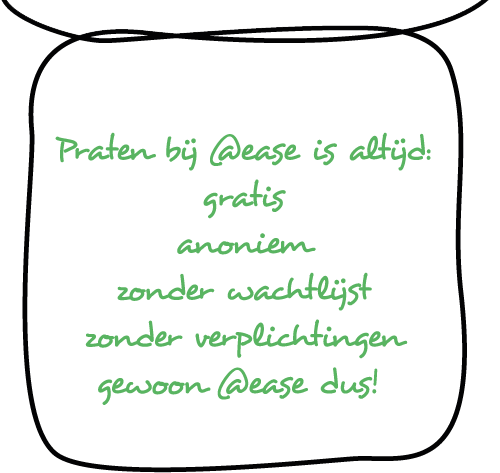 Praten bij @ease is altijd:
gratis
anoniem
zonder wachtlijst
zonder verplichtingen
gewoon @ease dus!